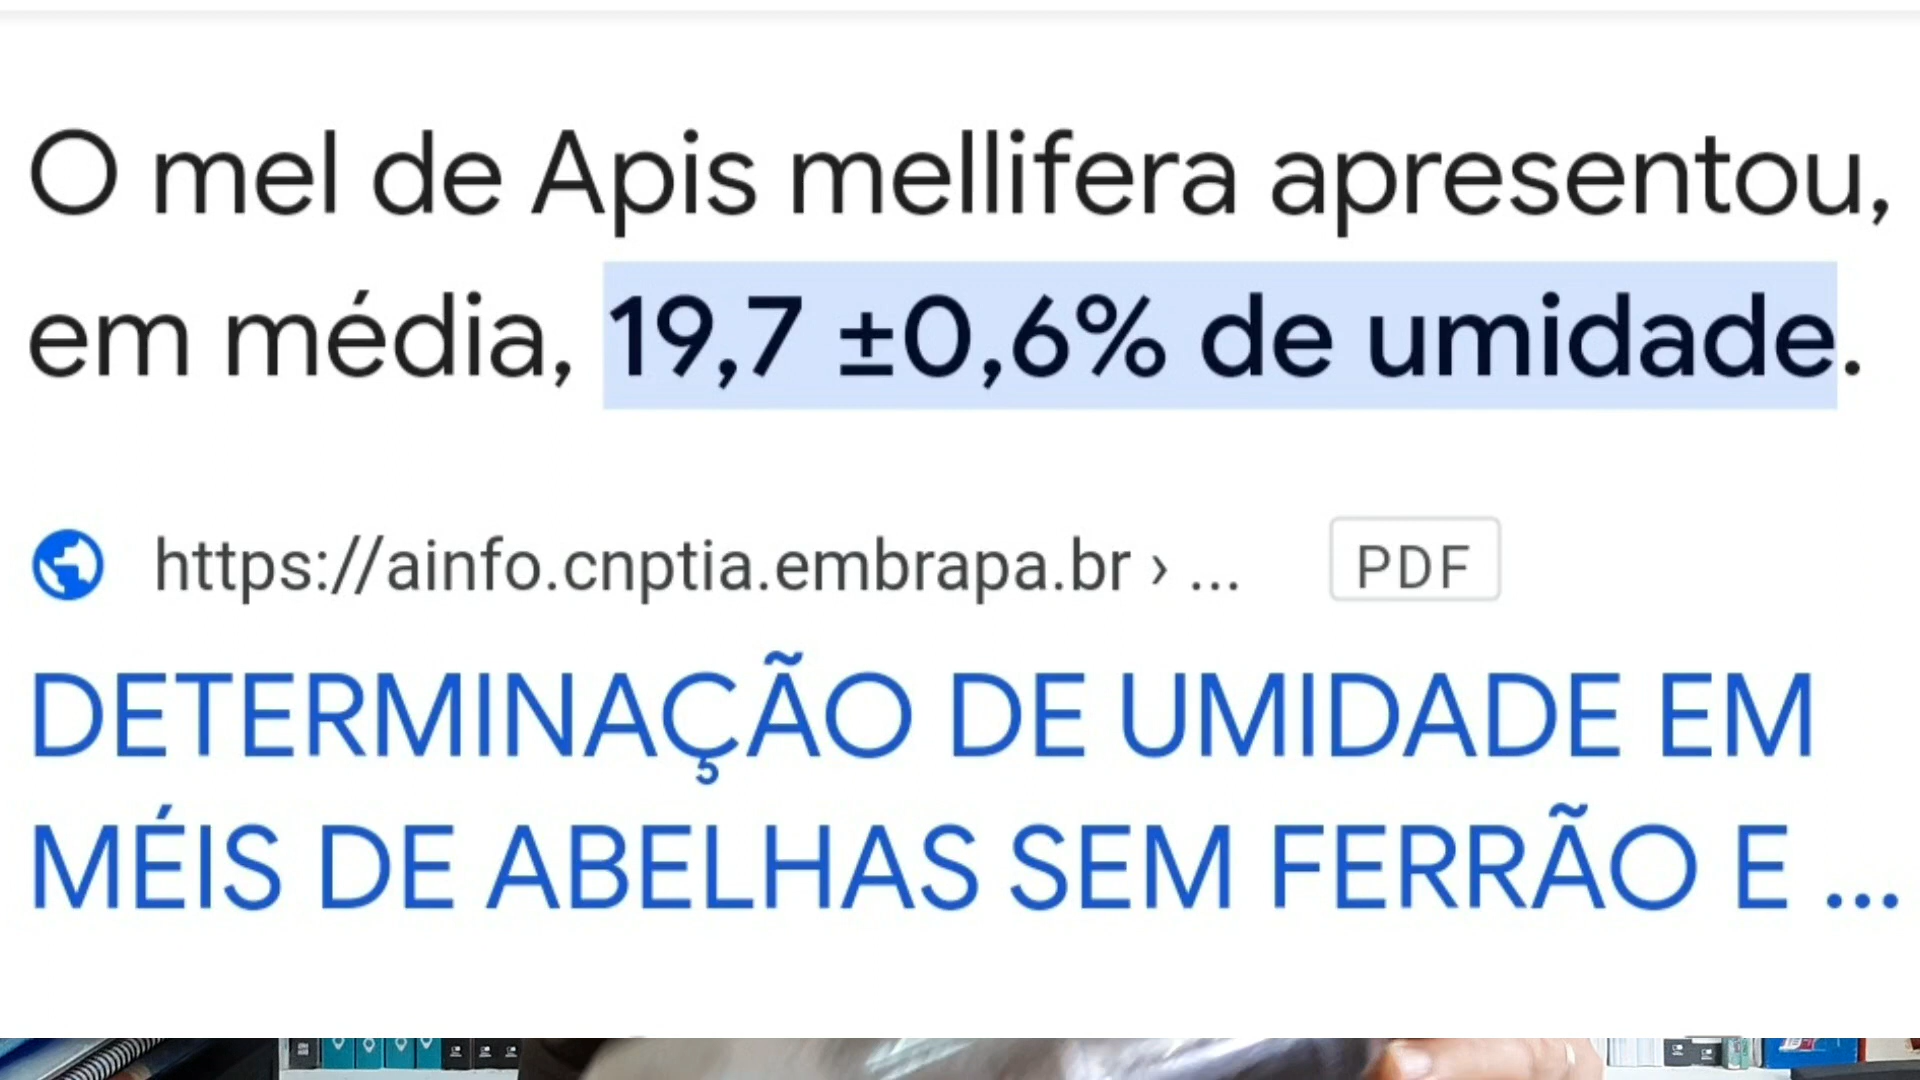 O mel de Apis mellifera apresentou,
em média, 19,7 ±0,6% de umidade.
https://ainfo.cnptia.embrapa.br › ...
PDF
DETERMINAÇÃO DE UMIDADE EM
MÉIS DE ABELHAS SEM FERRÃO E ...